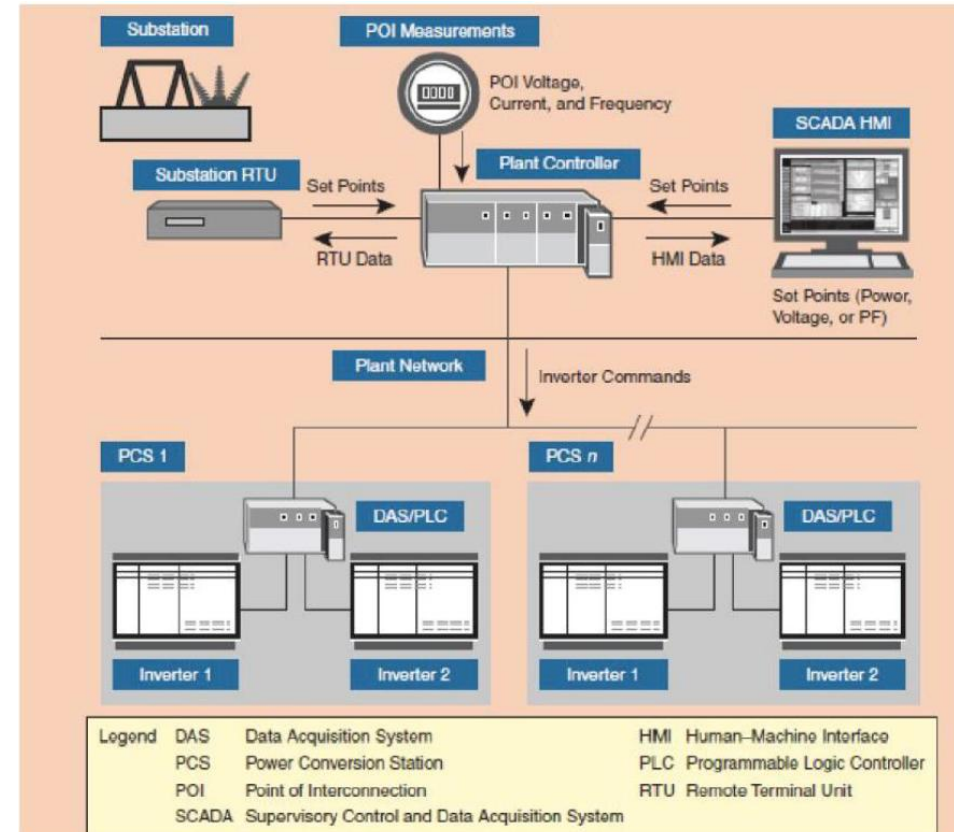 Substation
POI Measurements
POI Voltage,
Current, and Frequency
SCADA HMI
Substation RTU
Set Points
Plant Controller
Set Points
RTU Data
HMI Data
Set Points (Power,
Voltage, or PF)
Plant Network
Inverter Commands
PCS 1
PCS n
DAS/PLC
DAS/PLC
Inverter 1
Inverter 2
Inverter 1
Inverter 2
Legend DAS Data Acquisition System HMI Human–Machine Interface
PCS Power Conversion Station PLC Programmable Logic Controller
POI Point of Interconnection RTU Remote Terminal Unit
SCADA Supervisory Control and Data Acquisition System